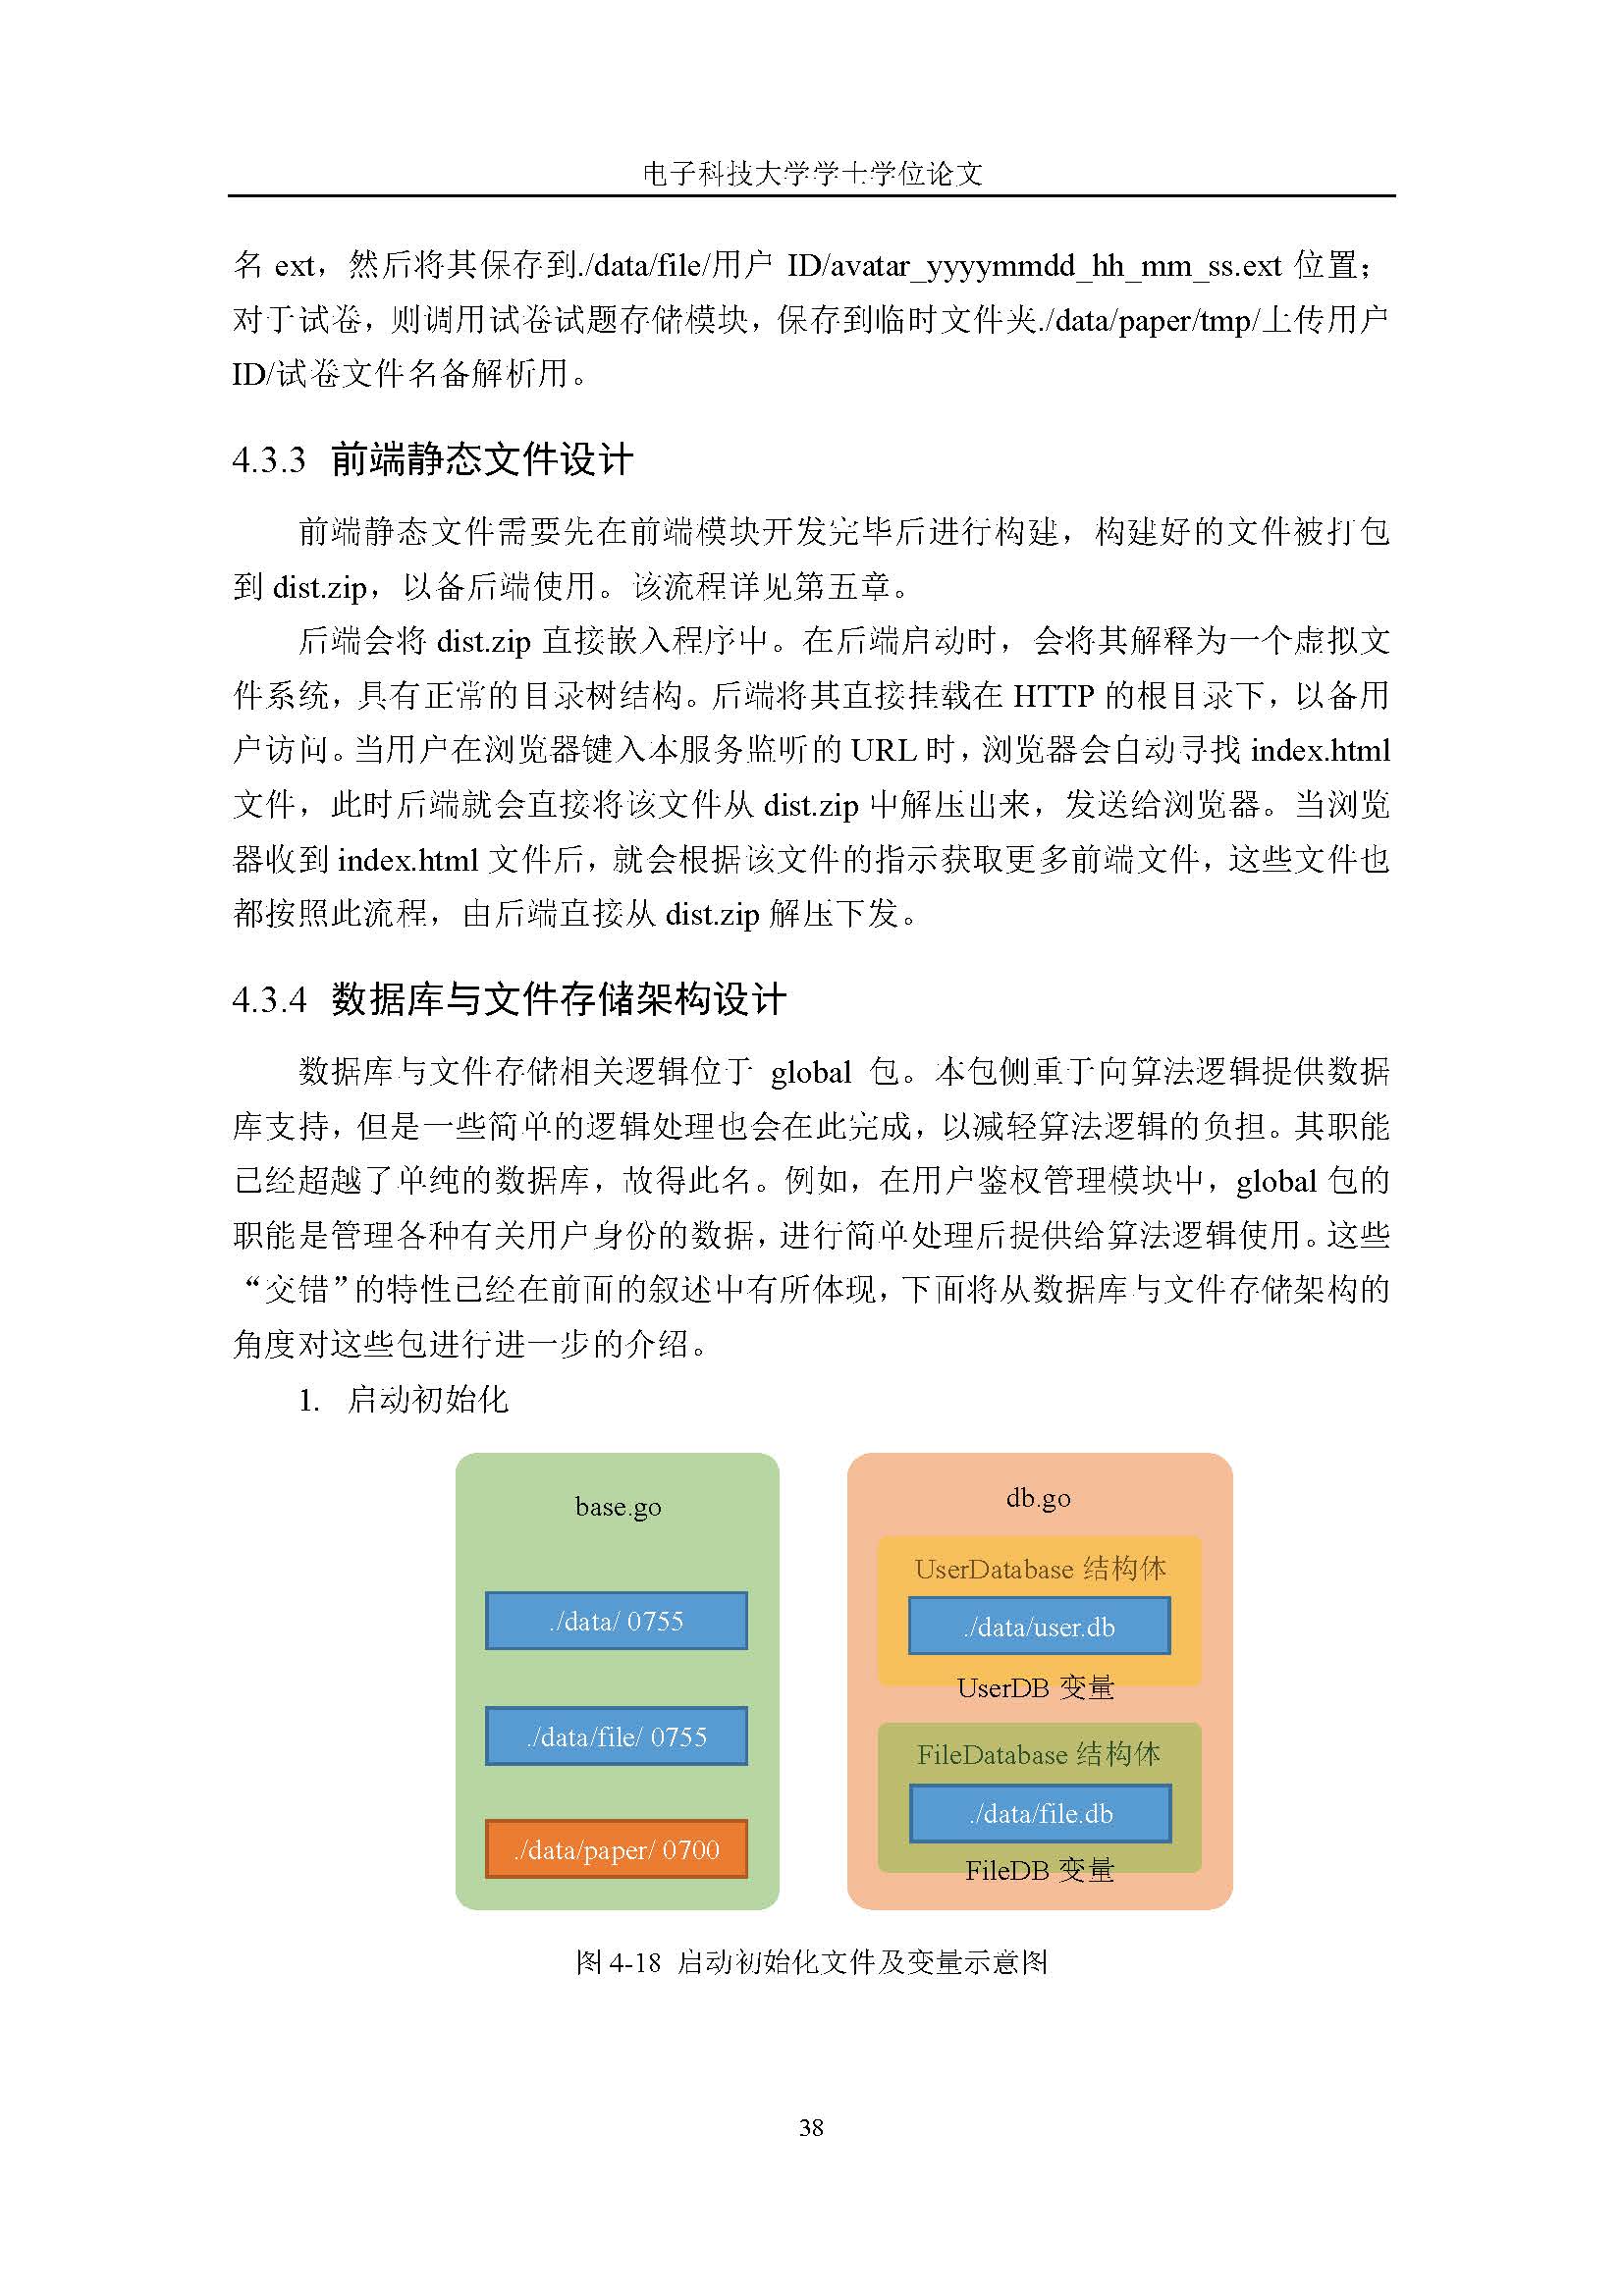 电子科技大学学士学位论文
名 ext，然后将其保存到./data/file/用户 ID/avatar_yyyymmdd_hh_mm_ss.ext 位置；
对于试卷，则调用试卷试题存储模块，保存到临时文件夹./data/paper/tmp/上传用户
ID/试卷文件名备解析用。
4.3.3 前端静态文件设计
前端静态文件需要先在前端模块开发完毕后进行构建，构建好的文件被打包
到 dist.zip，以备后端使用。该流程详见第五章。
后端会将 dist.zip 直接嵌入程序中。在后端启动时，会将其解释为一个虚拟文
件系统，具有正常的目录树结构。后端将其直接挂载在 HTTP 的根目录下，以备用
户访问。当用户在浏览器键入本服务监听的 URL 时，浏览器会自动寻找 index.html
文件，此时后端就会直接将该文件从 dist.zip 中解压出来，发送给浏览器。当浏览
器收到 index.html 文件后，就会根据该文件的指示获取更多前端文件，这些文件也
都按照此流程，由后端直接从 dist.zip 解压下发。
4.3.4 数据库与文件存储架构设计
数据库与文件存储相关逻辑位于 global 包。本包侧重于向算法逻辑提供数据
库支持，但是一些简单的逻辑处理也会在此完成，以减轻算法逻辑的负担。其职能
已经超越了单纯的数据库，故得此名。例如，在用户鉴权管理模块中，global 包的
职能是管理各种有关用户身份的数据，进行简单处理后提供给算法逻辑使用。这些
“交错”的特性已经在前面的叙述中有所体现，下面将从数据库与文件存储架构的
角度对这些包进行进一步的介绍。
1. 启动初始化
base.go
./data/ 0755
./data/file/ 0755
./data/paper/ 0700
db.go
UserDatabase 结构体
./data/user.db
UserDB 变量
FileDatabase 结构体
./data/file.db
FileDB 变量
图 4-18 启动初始化文件及变量示意图
38